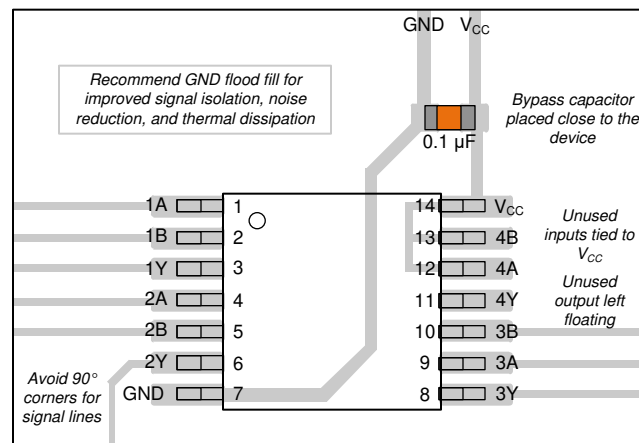 GND V_CC
Recommend GND flood fill for
improved signal isolation, noise
reduction, and thermal dissipation
Bypass capacitor
placed close to the
device
0.1 µF
1A 1 14 V_CC
1B 2 13 4B
1Y 3 12 4A
2A 4 11 4Y
2B 5 10 3B
2Y 6 9 3A
GND 7 8 3Y
Unused
inputs tied to
V_CC
Unused
output left
floating
Avoid 90°
corners for
signal lines